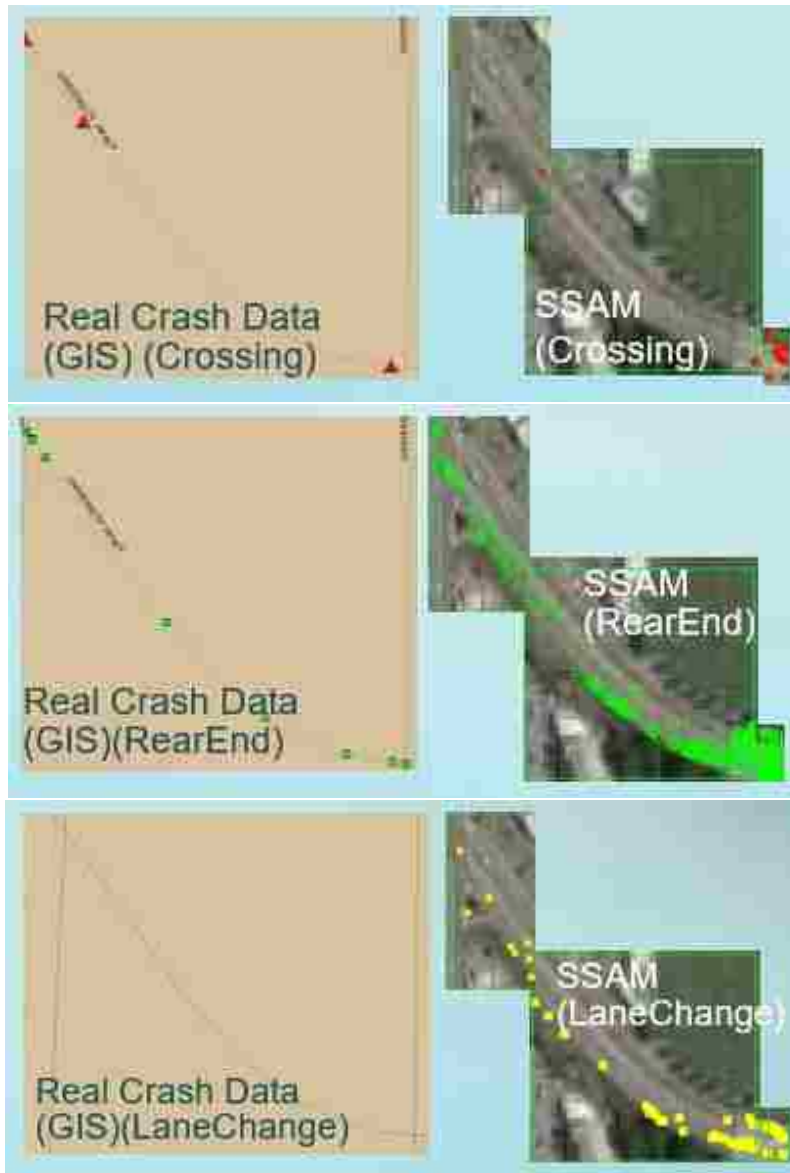 Real Crash Data
(GIS) (Crossing)
SSAM
(Crossing)
Real Crash Data
(GIS)(RearEnd)
SSAM
(RearEnd)
Real Crash Data
(GIS)(LaneChange)
SSAM
(LaneChange)